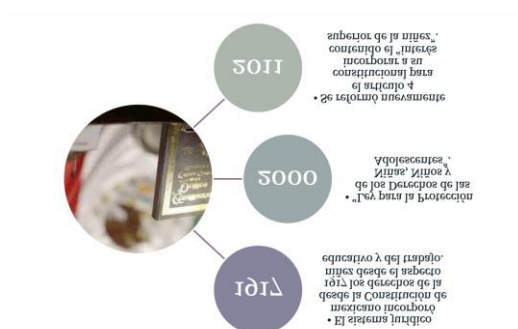 1917
• El sistema jurídico
mexicano incorporó
desde la Constitución de
1917 los derechos de la
niñez desde el aspecto
educativo y del trabajo.
2000
• "Ley para la Protección
de los Derechos de las
Niñas, Niños y
Adolescentes".
2011
• Se reformó nuevamente
el artículo 4
constitucional para
incorporar a su
contenido el "interés
superior de la niñez".